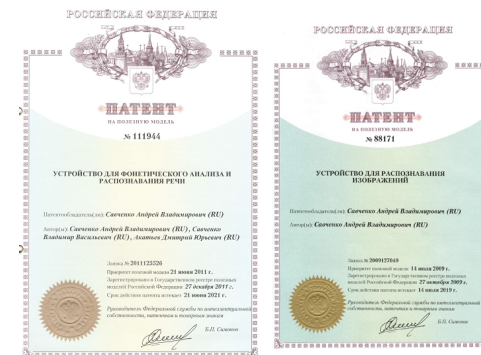 РОССИЙСКАЯ ФЕДЕРАЦИЯ
ПАТЕНТ
НА ПОЛЕЗНУЮ МОДЕЛЬ
№ 111944
УСТРОЙСТВО ДЛЯ ФОНЕТИЧЕСКОГО АНАЛИЗА И
РАСПОЗНАВАНИЯ РЕЧИ
Патентообладатель(ли): Савченко Андрей Владимирович (RU)
Автор(ы): Савченко Андрей Владимирович (RU), Савченко
Владимир Васильевич (RU), Акатьев Дмитрий Юрьевич (RU)
Заявка № 2011125526
Приоритет полезной модели 21 июня 2011 г.
Зарегистрировано в Государственном реестре полезных
моделей Российской Федерации 27 декабря 2011 г.
Срок действия патента истекает 21 июня 2021 г.
Руководитель Федеральной службы по интеллектуальной
собственности, патентам и товарным знакам
Б.П. Симонов
РОССИЙСКАЯ ФЕДЕРАЦИЯ
ПАТЕНТ
НА ПОЛЕЗНУЮ МОДЕЛЬ
№ 88171
УСТРОЙСТВО ДЛЯ РАСПОЗНАВАНИЯ
ИЗОБРАЖЕНИЙ
Патентообладатель(ли): Савченко Андрей Владимирович (RU)
Автор(ы): Савченко Андрей Владимирович (RU)
Заявка № 2009127049
Приоритет полезной модели 14 июля 2009 г.
Зарегистрировано в Государственном реестре полезных
моделей Российской Федерации 27 октября 2009 г.
Срок действия патента истекает 14 июля 2019 г.
Руководитель Федеральной службы по интеллектуальной
собственности, патентам и товарным знакам
Б.П. Симонов